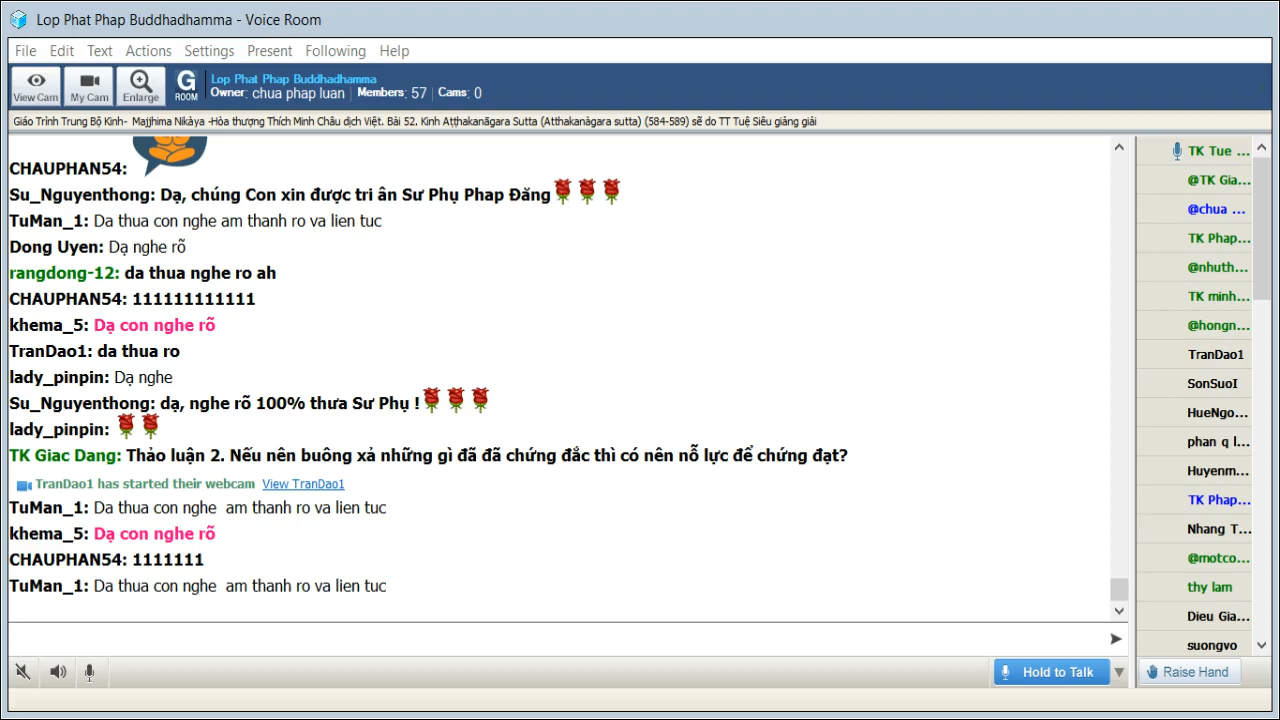 Lop Phat Phap Buddhadhamma - Voice Room
File Edit Text Actions Settings Present Following Help
View Cam My Cam Enlarge G ROOM
Lop Phat Phap Buddhadhamma
Owner: chua phap luan | Members: 57 | Cams: 0
Giáo Trình Trung Bộ Kinh- Majjhima Nikàya -Hòa thượng Thích Minh Châu dịch Việt. Bài 52. Kinh Aṭṭhakanāgara Sutta (Atthakanàgara sutta) (584-589) sẽ do TT Tuệ Siêu giảng giải
CHAUPHAN54:
Su_Nguyenthong: Dạ, chúng Con xin được tri ân Sư Phụ Phap Đăng
TuMan_1: Da thua con nghe am thanh ro va lien tuc
Dong Uyen: Dạ nghe rõ
rangdong-12: da thua nghe ro ah
CHAUPHAN54: 111111111111
khema_5: Dạ con nghe rõ
TranDao1: da thua ro
lady_pinpin: Dạ nghe
Su_Nguyenthong: dạ, nghe rõ 100% thưa Sư Phụ !
lady_pinpin:
TK Giac Dang: Thảo luận 2. Nếu nên buông xả những gì đã đã chứng đắc thì có nên nỗ lực để chứng đạt?
TranDao1 has started their webcam View TranDao1
TuMan_1: Da thua con nghe am thanh ro va lien tuc
khema_5: Dạ con nghe rõ
CHAUPHAN54: 1111111
TuMan_1: Da thua con nghe am thanh ro va lien tuc
TK Tue ...
@TK Gia...
@chua ...
TK Phap...
@nhuth...
TK minh...
@hongn...
TranDao1
SonSuoI
HueNgo...
phan q l...
Huyenm...
TK Phap...
Nhang T...
@motco...
thy lam
Dieu Gia...
suongvo
Hold to Talk
Raise Hand